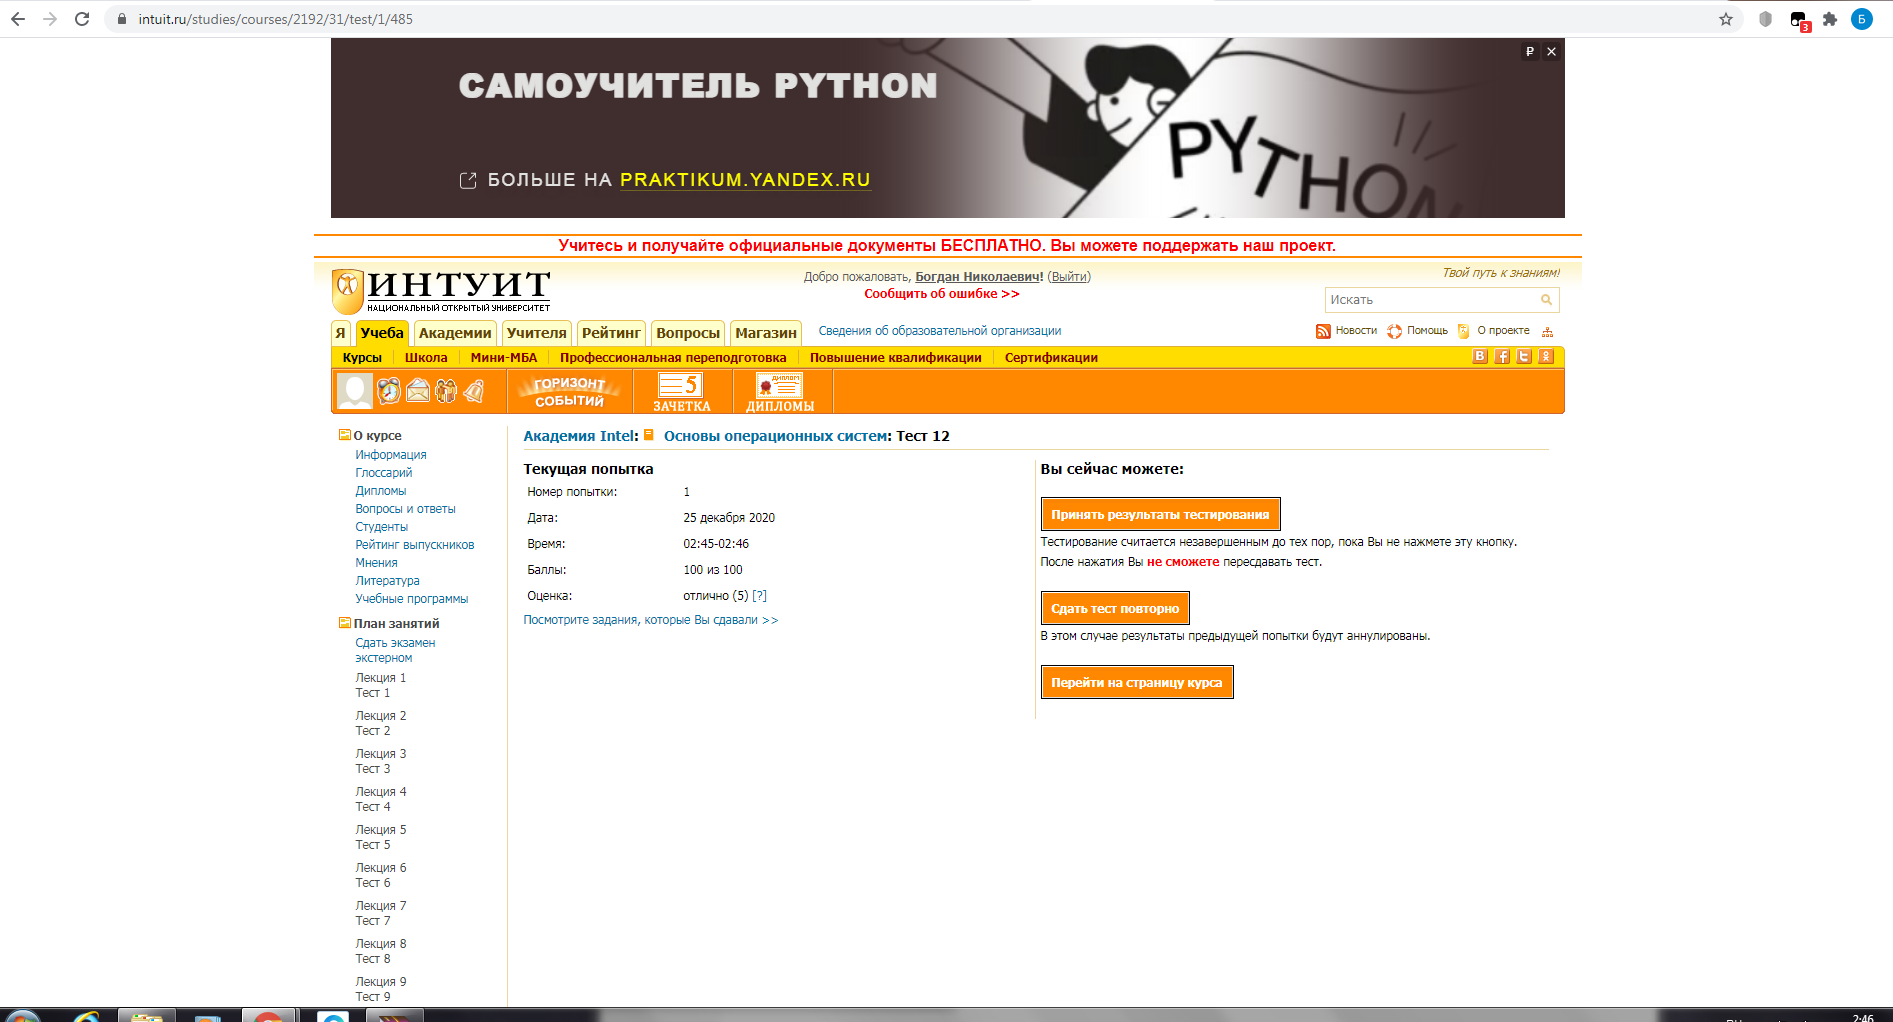 intuit.ru/studies/courses/2192/31/test/1/485
3
Б
САМОУЧИТЕЛЬ PYTHON
БОЛЬШЕ НА PRAKTIKUM.YANDEX.RU
PYTHON
Учитесь и получайте официальные документы БЕСПЛАТНО. Вы можете поддержать наш проект.
ИНТУИТ
НАЦИОНАЛЬНЫЙ ОТКРЫТЫЙ УНИВЕРСИТЕТ
Добро пожаловать, Богдан Николаевич! (Выйти)
Сообщить об ошибке >>
Твой путь к знаниям!
Искать
Я Учеба Академии Учителя Рейтинг Вопросы Магазин Сведения об образовательной организации
Новости Помощь О проекте
Курсы Школа Мини-МБА Профессиональная переподготовка Повышение квалификации Сертификации
ГОРИЗОНТ СОБЫТИЙ
5
ЗАЧЕТКА
ДИПЛОМ
ДИПЛОМЫ
О курсе
Информация
Глоссарий
Дипломы
Вопросы и ответы
Студенты
Рейтинг выпускников
Мнения
Литература
Учебные программы
План занятий
Сдать экзамен
экстерном
Лекция 1
Тест 1
Лекция 2
Тест 2
Лекция 3
Тест 3
Лекция 4
Тест 4
Лекция 5
Тест 5
Лекция 6
Тест 6
Лекция 7
Тест 7
Лекция 8
Тест 8
Лекция 9
Тест 9
Академия Intel: Основы операционных систем: Тест 12
Текущая попытка
Номер попытки: 1
Дата: 25 декабря 2020
Время: 02:45-02:46
Баллы: 100 из 100
Оценка: отлично (5) [?]
Посмотрите задания, которые Вы сдавали >>
Вы сейчас можете:
Принять результаты тестирования
Тестирование считается незавершенным до тех пор, пока Вы не нажмете эту кнопку.
После нажатия Вы не сможете пересдавать тест.
Сдать тест повторно
В этом случае результаты предыдущей попытки будут аннулированы.
Перейти на страницу курса
2:46